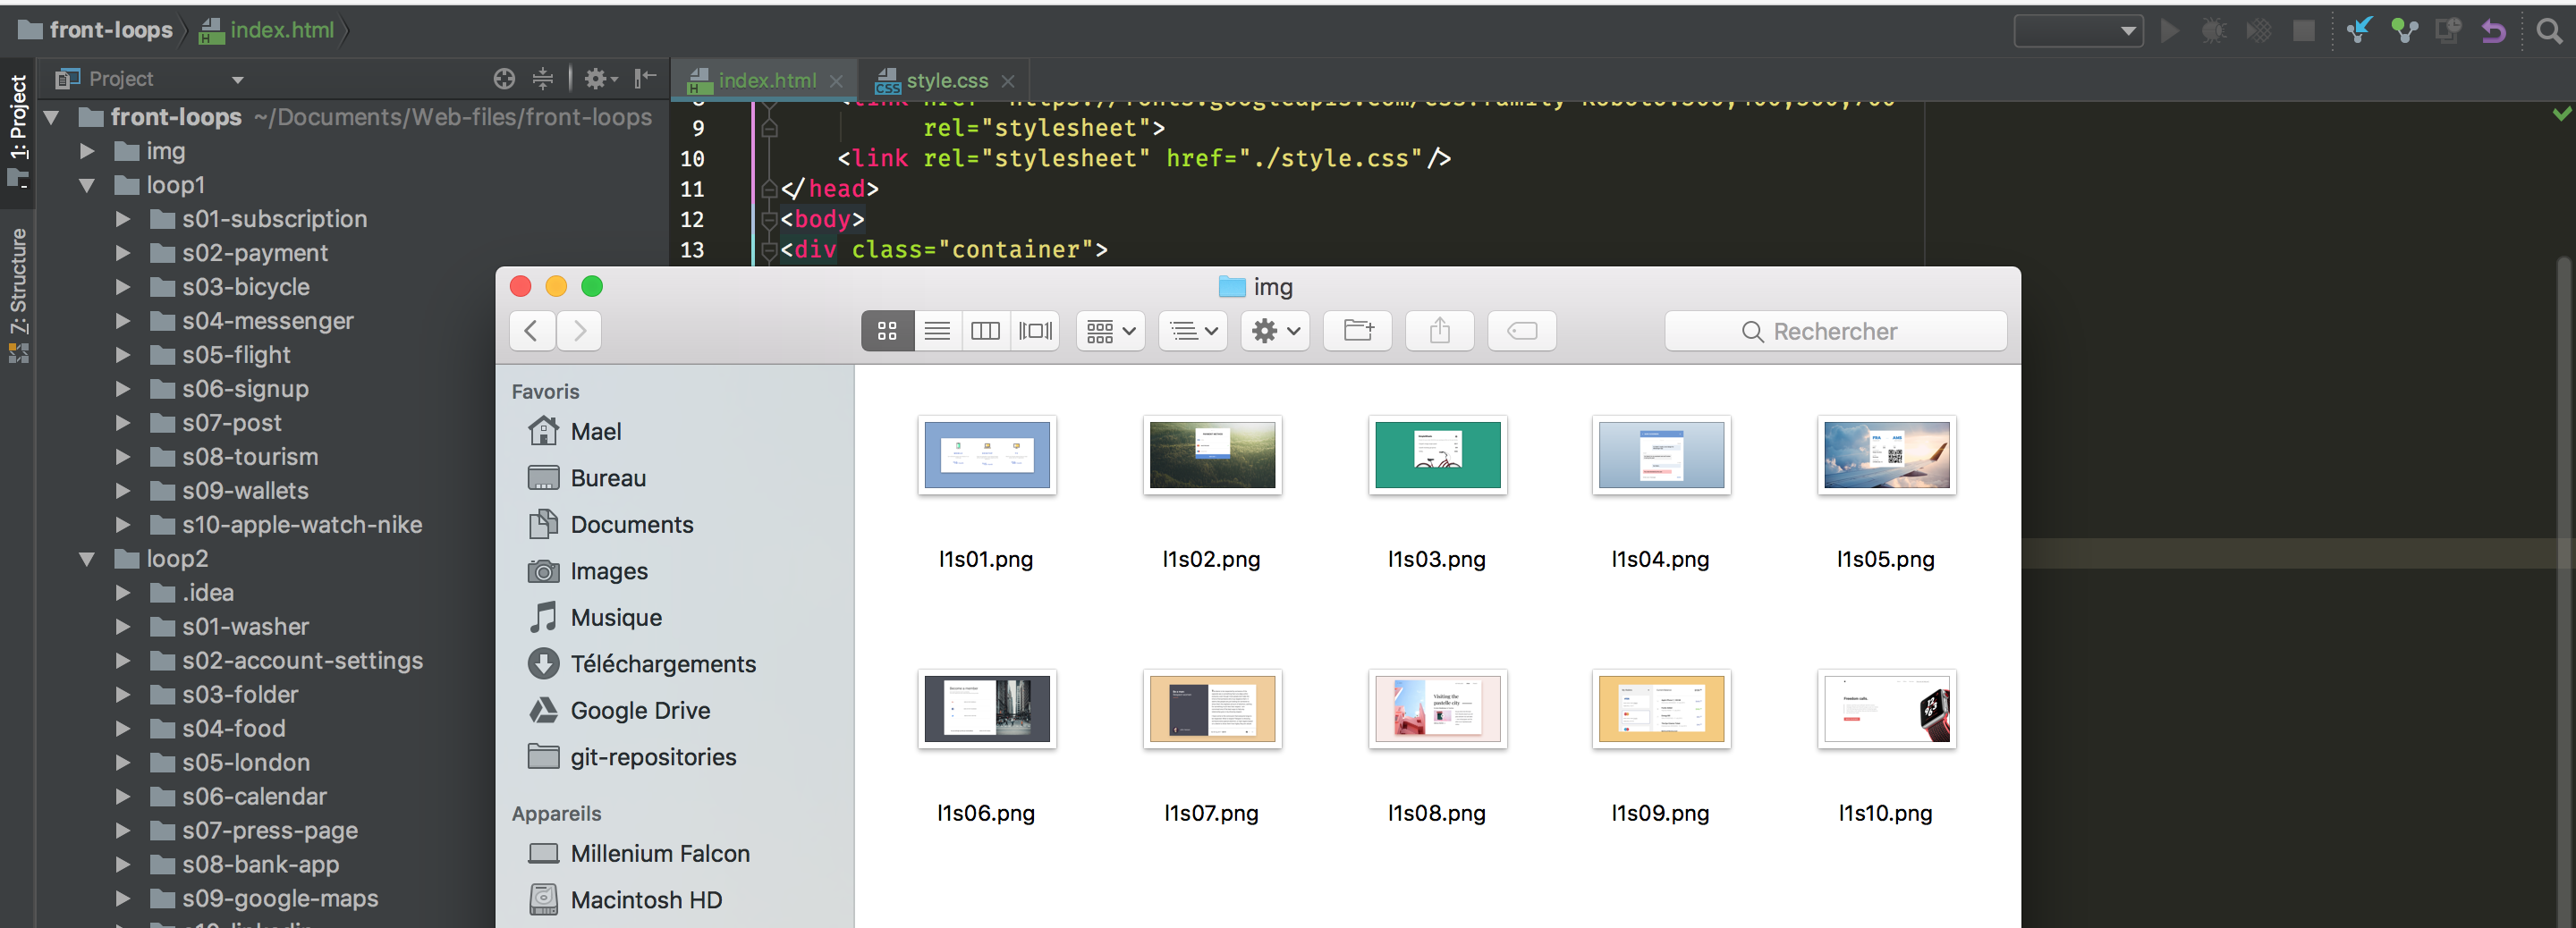 front-loops
index.html
1: Project
7: Structure
Project
front-loops ~/Documents/Web-files/front-loops
img
loop1
s01-subscription
s02-payment
s03-bicycle
s04-messenger
s05-flight
s06-signup
s07-post
s08-tourism
s09-wallets
s10-apple-watch-nike
loop2
.idea
s01-washer
s02-account-settings
s03-folder
s04-food
s05-london
s06-calendar
s07-press-page
s08-bank-app
s09-google-maps
index.html
style.css
9 rel="stylesheet">
10 <link rel="stylesheet" href="./style.css"/>
11 </head>
12 <body>
13 <div class="container">
img
Rechercher
Favoris
Mael
Bureau
Documents
Images
Musique
Téléchargements
Google Drive
git-repositories
Appareils
Millenium Falcon
Macintosh HD
l1s01.png
l1s02.png
l1s03.png
l1s04.png
l1s05.png
Visiting the
pastelle city
l1s06.png
l1s07.png
l1s08.png
l1s09.png
l1s10.png